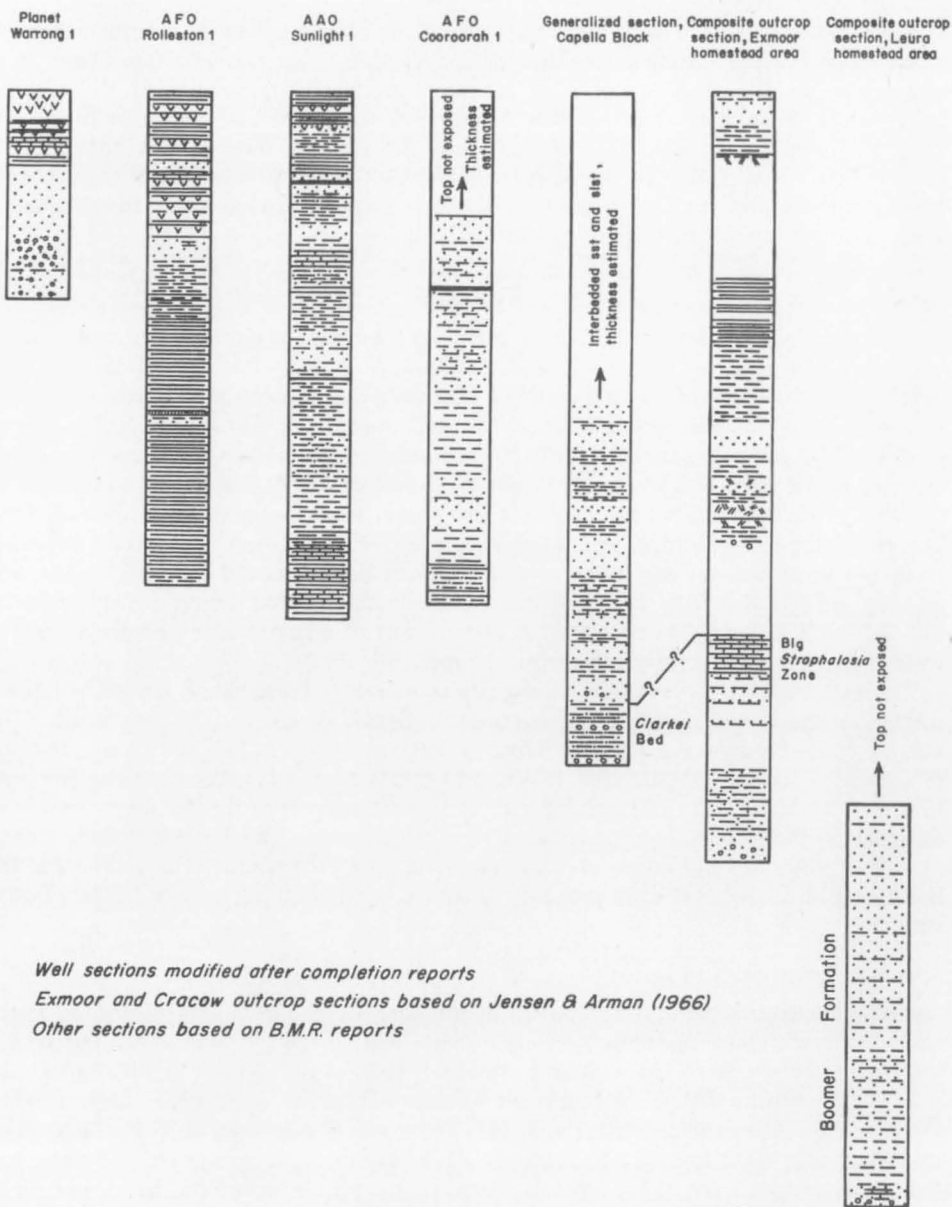 Planet
Warrong 1
A F O
Rolleston 1
A A O
Sunlight 1
A F O
Cooroorah 1
Generalized section,
Capella Block
Composite outcrop
section, Exmoor
homestead area
Composite outcrop
section, Leura
homestead area
Top not exposed
Thickness
estimated
Interbedded sst and slst,
thickness estimated
?
?
Big
Strophalosia
Zone
Clarkei
Bed
Top not exposed
Boomer Formation
Well sections modified after completion reports
Exmoor and Cracow outcrop sections based on Jensen & Arman (1966)
Other sections based on B.M.R. reports